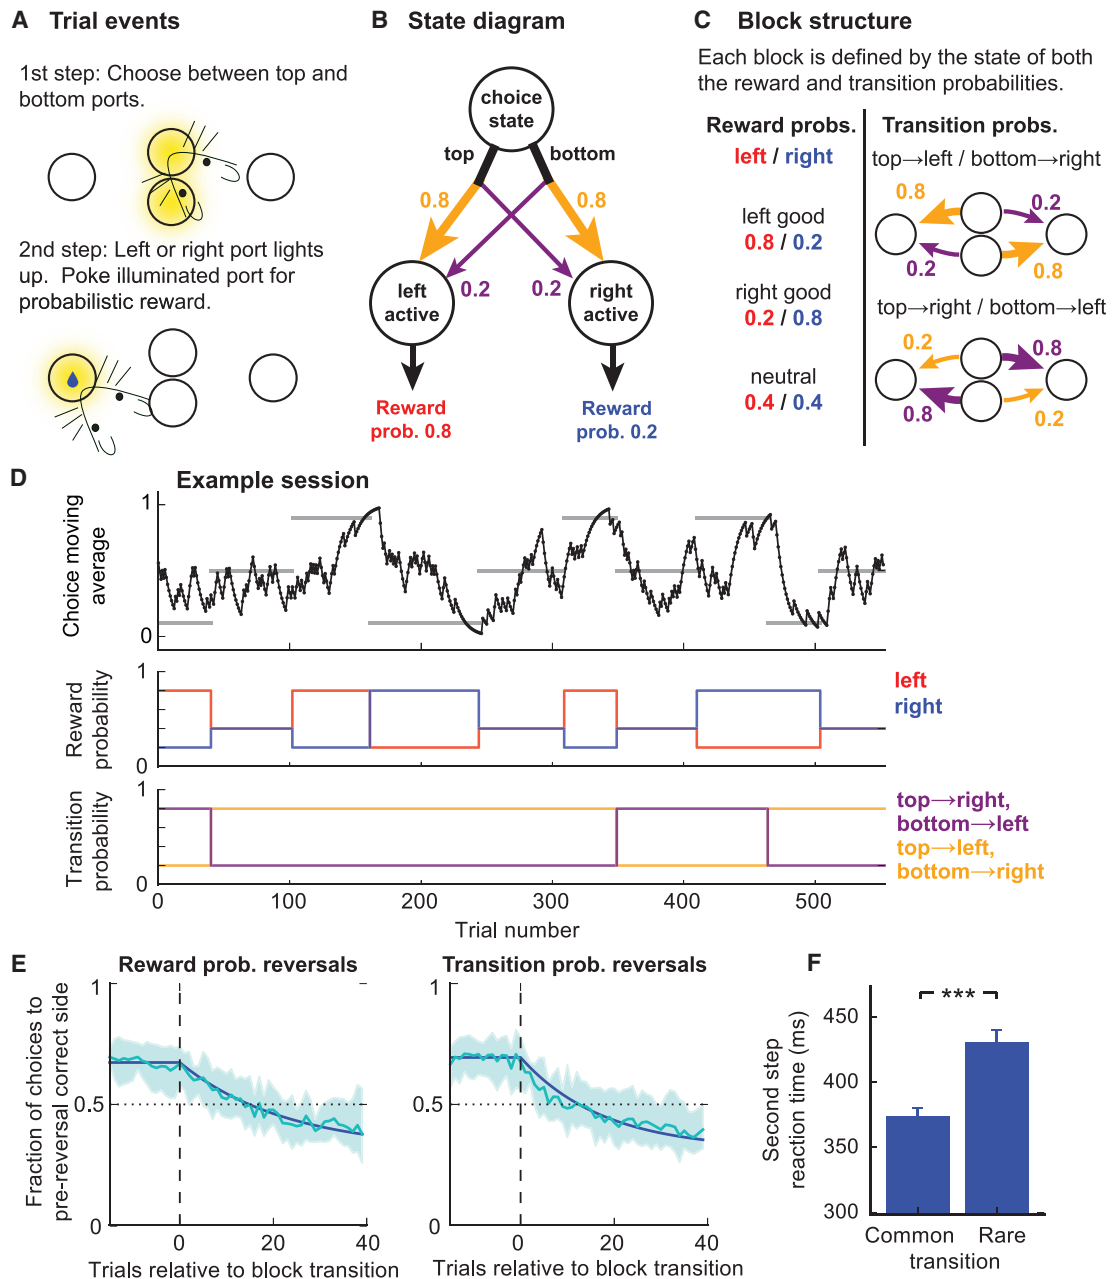 A Trial events
1st step: Choose between top and
bottom ports.
2nd step: Left or right port lights
up. Poke illuminated port for
probabilistic reward.
B State diagram
choice
state
top
bottom
0.8
0.8
0.2
0.2
left
active
right
active
Reward
prob. 0.8
Reward
prob. 0.2
C Block structure
Each block is defined by the state of both
the reward and transition probabilities.
Reward probs.
left / right
left good
0.8 / 0.2
right good
0.2 / 0.8
neutral
0.4 / 0.4
Transition probs.
top→left / bottom→right
0.8
0.2
0.2
0.8
top→right / bottom→left
0.2
0.8
0.8
0.2
D Example session
Choice moving
average
1
0
Reward
probability
1
0
left
right
Transition
probability
1
0
top→right,
bottom→left
top→left,
bottom→right
0 100 200 300 400 500
Trial number
E
Reward prob. reversals
Fraction of choices to
pre-reversal correct side
1
0.5
0
0 20 40
Trials relative to block transition
Transition prob. reversals
1
0.5
0
0 20 40
Trials relative to block transition
F
***
Second step
reaction time (ms)
450
400
350
300
Common Rare
transition